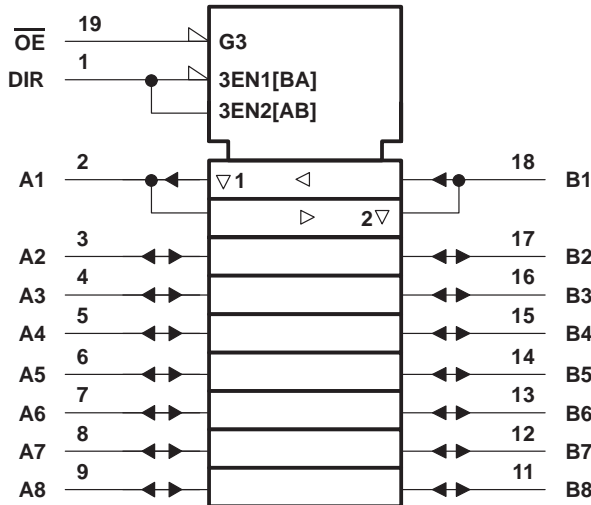 OE 19 G3
DIR 1 3EN1[BA]
3EN2[AB]
A1 2 ▽1 ◁ 18 B1
▷ 2▽
A2 3 17 B2
A3 4 16 B3
A4 5 15 B4
A5 6 14 B5
A6 7 13 B6
A7 8 12 B7
A8 9 11 B8